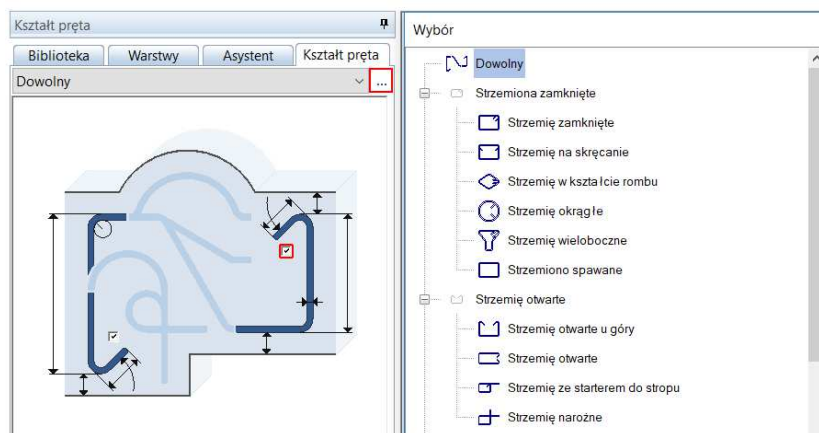 Kształt pręta
Biblioteka Warstwy Asystent Kształt pręta
Dowolny ...
Wybór
Dowolny
Strzemiona zamknięte
Strzemię zamknięte
Strzemię na skręcanie
Strzemię w kształcie rombu
Strzemię okrągłe
Strzemię wieloboczne
Strzemiono spawane
Strzemię otwarte
Strzemię otwarte u góry
Strzemię otwarte
Strzemię ze starterem do stropu
Strzemię narożne